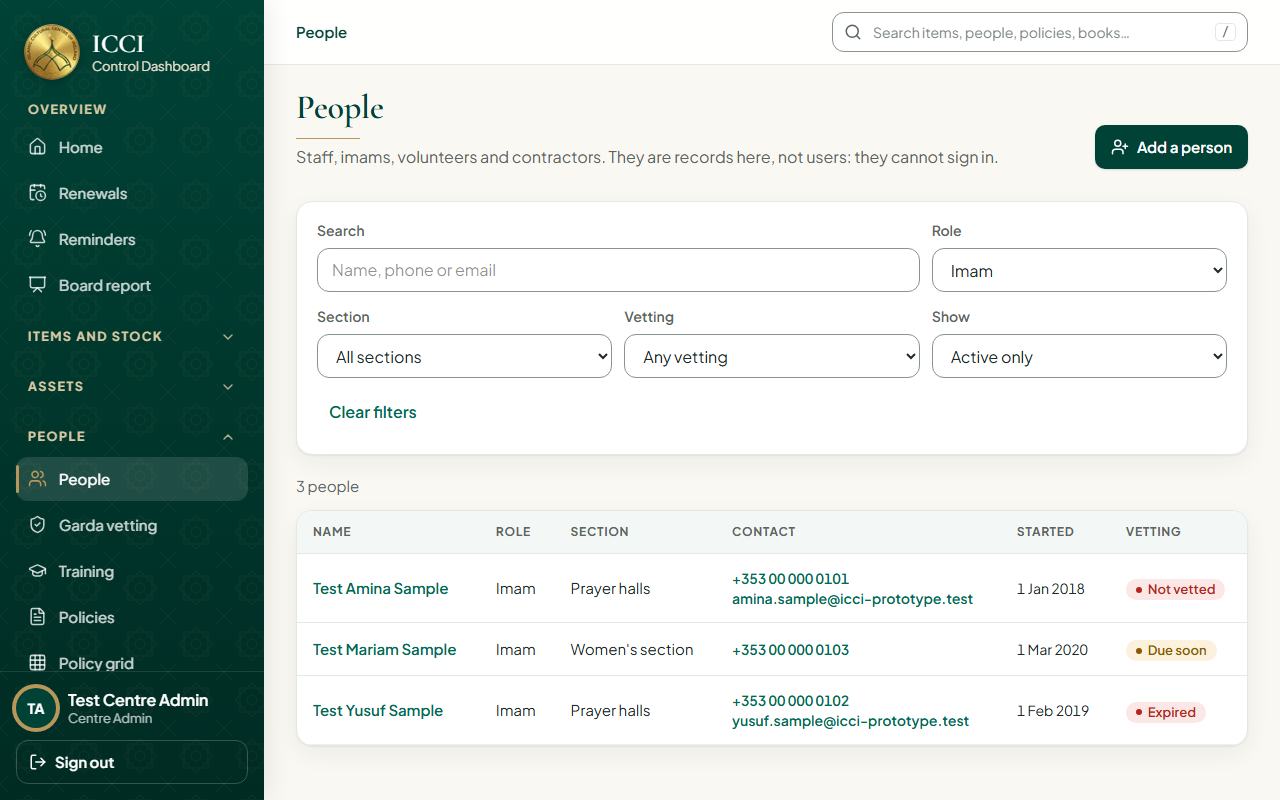 ICCI
Control Dashboard
OVERVIEW
Home
Renewals
Reminders
Board report
ITEMS AND STOCK
ASSETS
PEOPLE
People
Garda vetting
Training
Policies
Policy grid
TA
Test Centre Admin
Centre Admin
Sign out
People
Search items, people, policies, books...
/
People
Staff, imams, volunteers and contractors. They are records here, not users: they cannot sign in.
Add a person
Search
Role
Name, phone or email
Imam
Section
Vetting
Show
All sections
Any vetting
Active only
Clear filters
3 people
NAME ROLE SECTION CONTACT STARTED VETTING
Test Amina Sample Imam Prayer halls +353 00 000 0101 1 Jan 2018 Not vetted
amina.sample@icci-prototype.test
Test Mariam Sample Imam Women's section +353 00 000 0103 1 Mar 2020 Due soon
Test Yusuf Sample Imam Prayer halls +353 00 000 0102 1 Feb 2019 Expired
yusuf.sample@icci-prototype.test